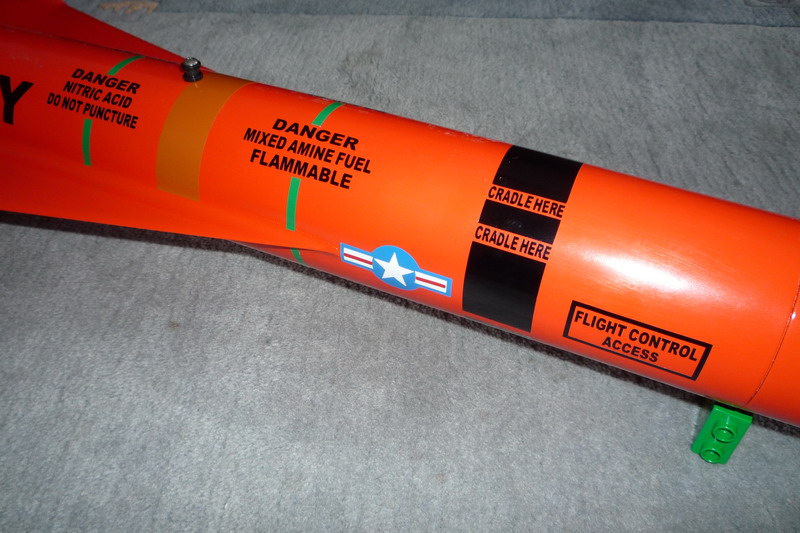 Y
DANGER
NITRIC ACID
DO NOT PUNCTURE
DANGER
MIXED AMINE FUEL
FLAMMABLE
CRADLE HERE
CRADLE HERE
FLIGHT CONTROL
ACCESS